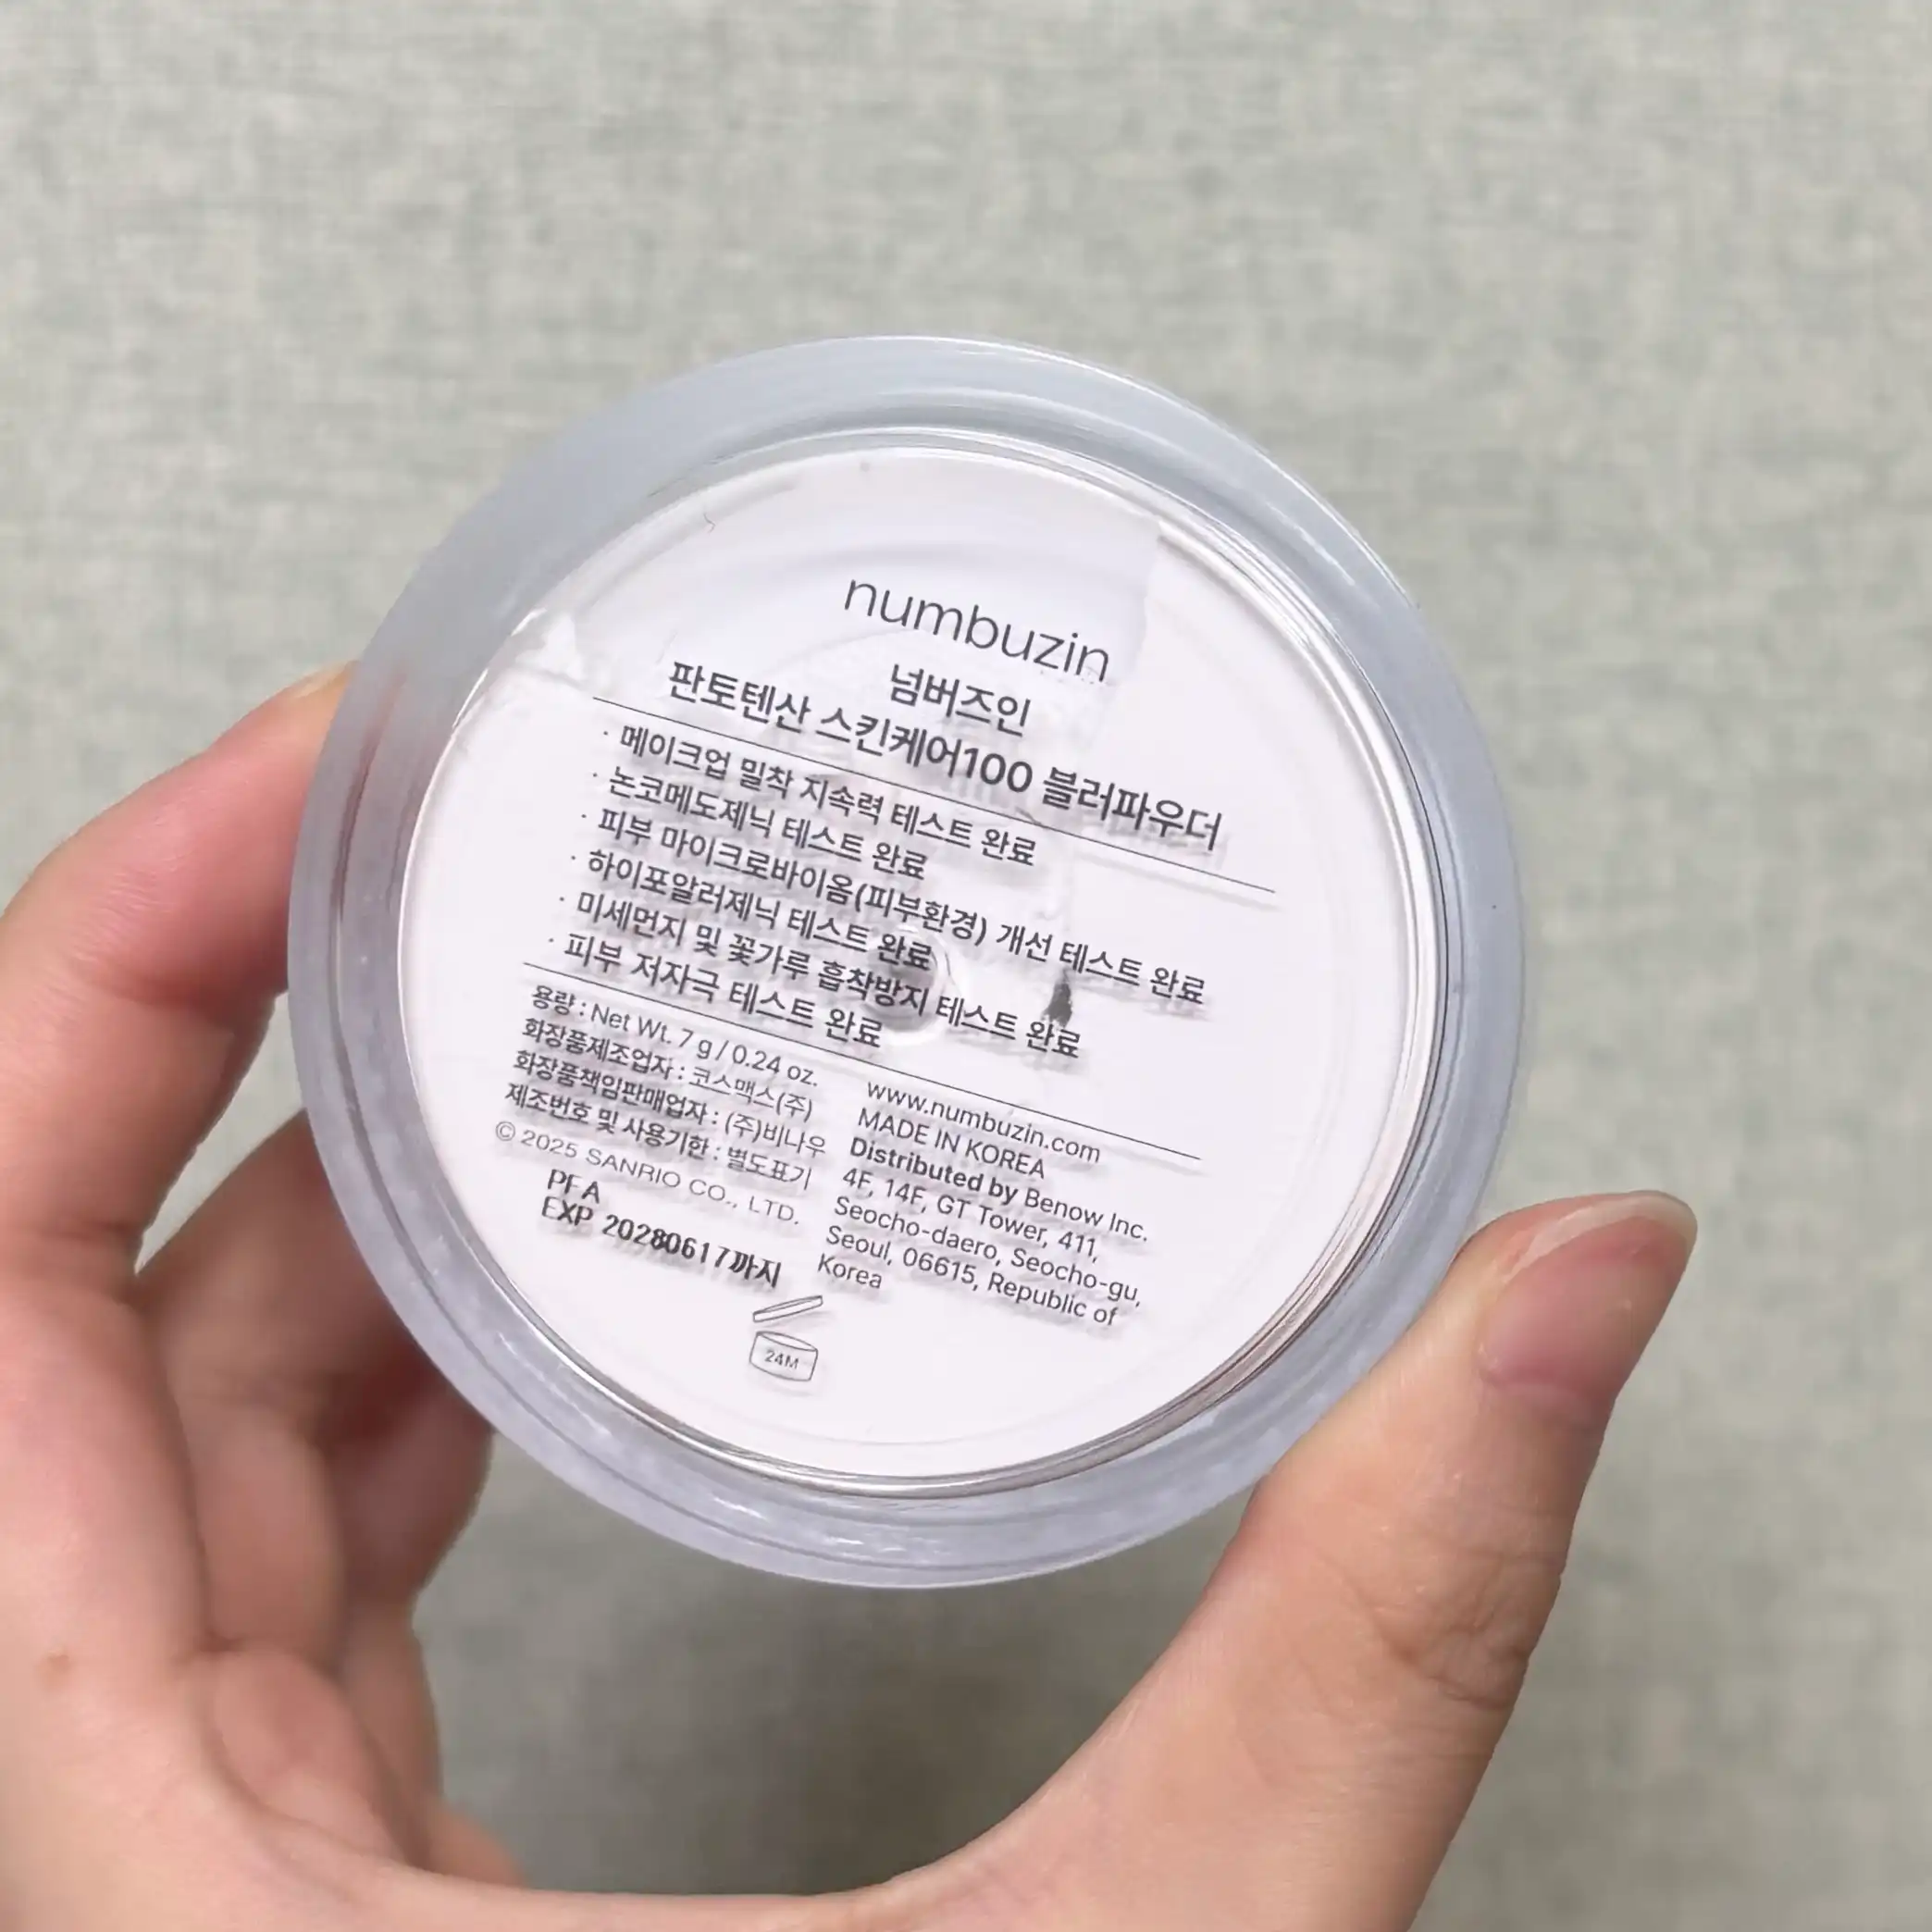 numbuzin
넘버즈인
판토텐산 스킨케어100 블러파우더
· 메이크업 밀착 지속력 테스트 완료
· 논코메도제닉 테스트 완료
· 피부 마이크로바이옴(피부환경) 개선 테스트 완료
· 하이포알러제닉 테스트 완료
· 미세먼지 및 꽃가루 흡착방지 테스트 완료
· 피부 저자극 테스트 완료
용량 : Net Wt. 7 g / 0.24 oz.
화장품제조업자 : 코스맥스(주)
화장품책임판매업자 : (주)비나우
제조번호 및 사용기한 : 별도표기
© 2025 SANRIO CO., LTD.
PFA
EXP 20280617까지
www.numbuzin.com
MADE IN KOREA
Distributed by Benow Inc.
4F, 14F, GT Tower, 411,
Seocho-daero, Seocho-gu,
Seoul, 06615, Republic of
Korea
24M